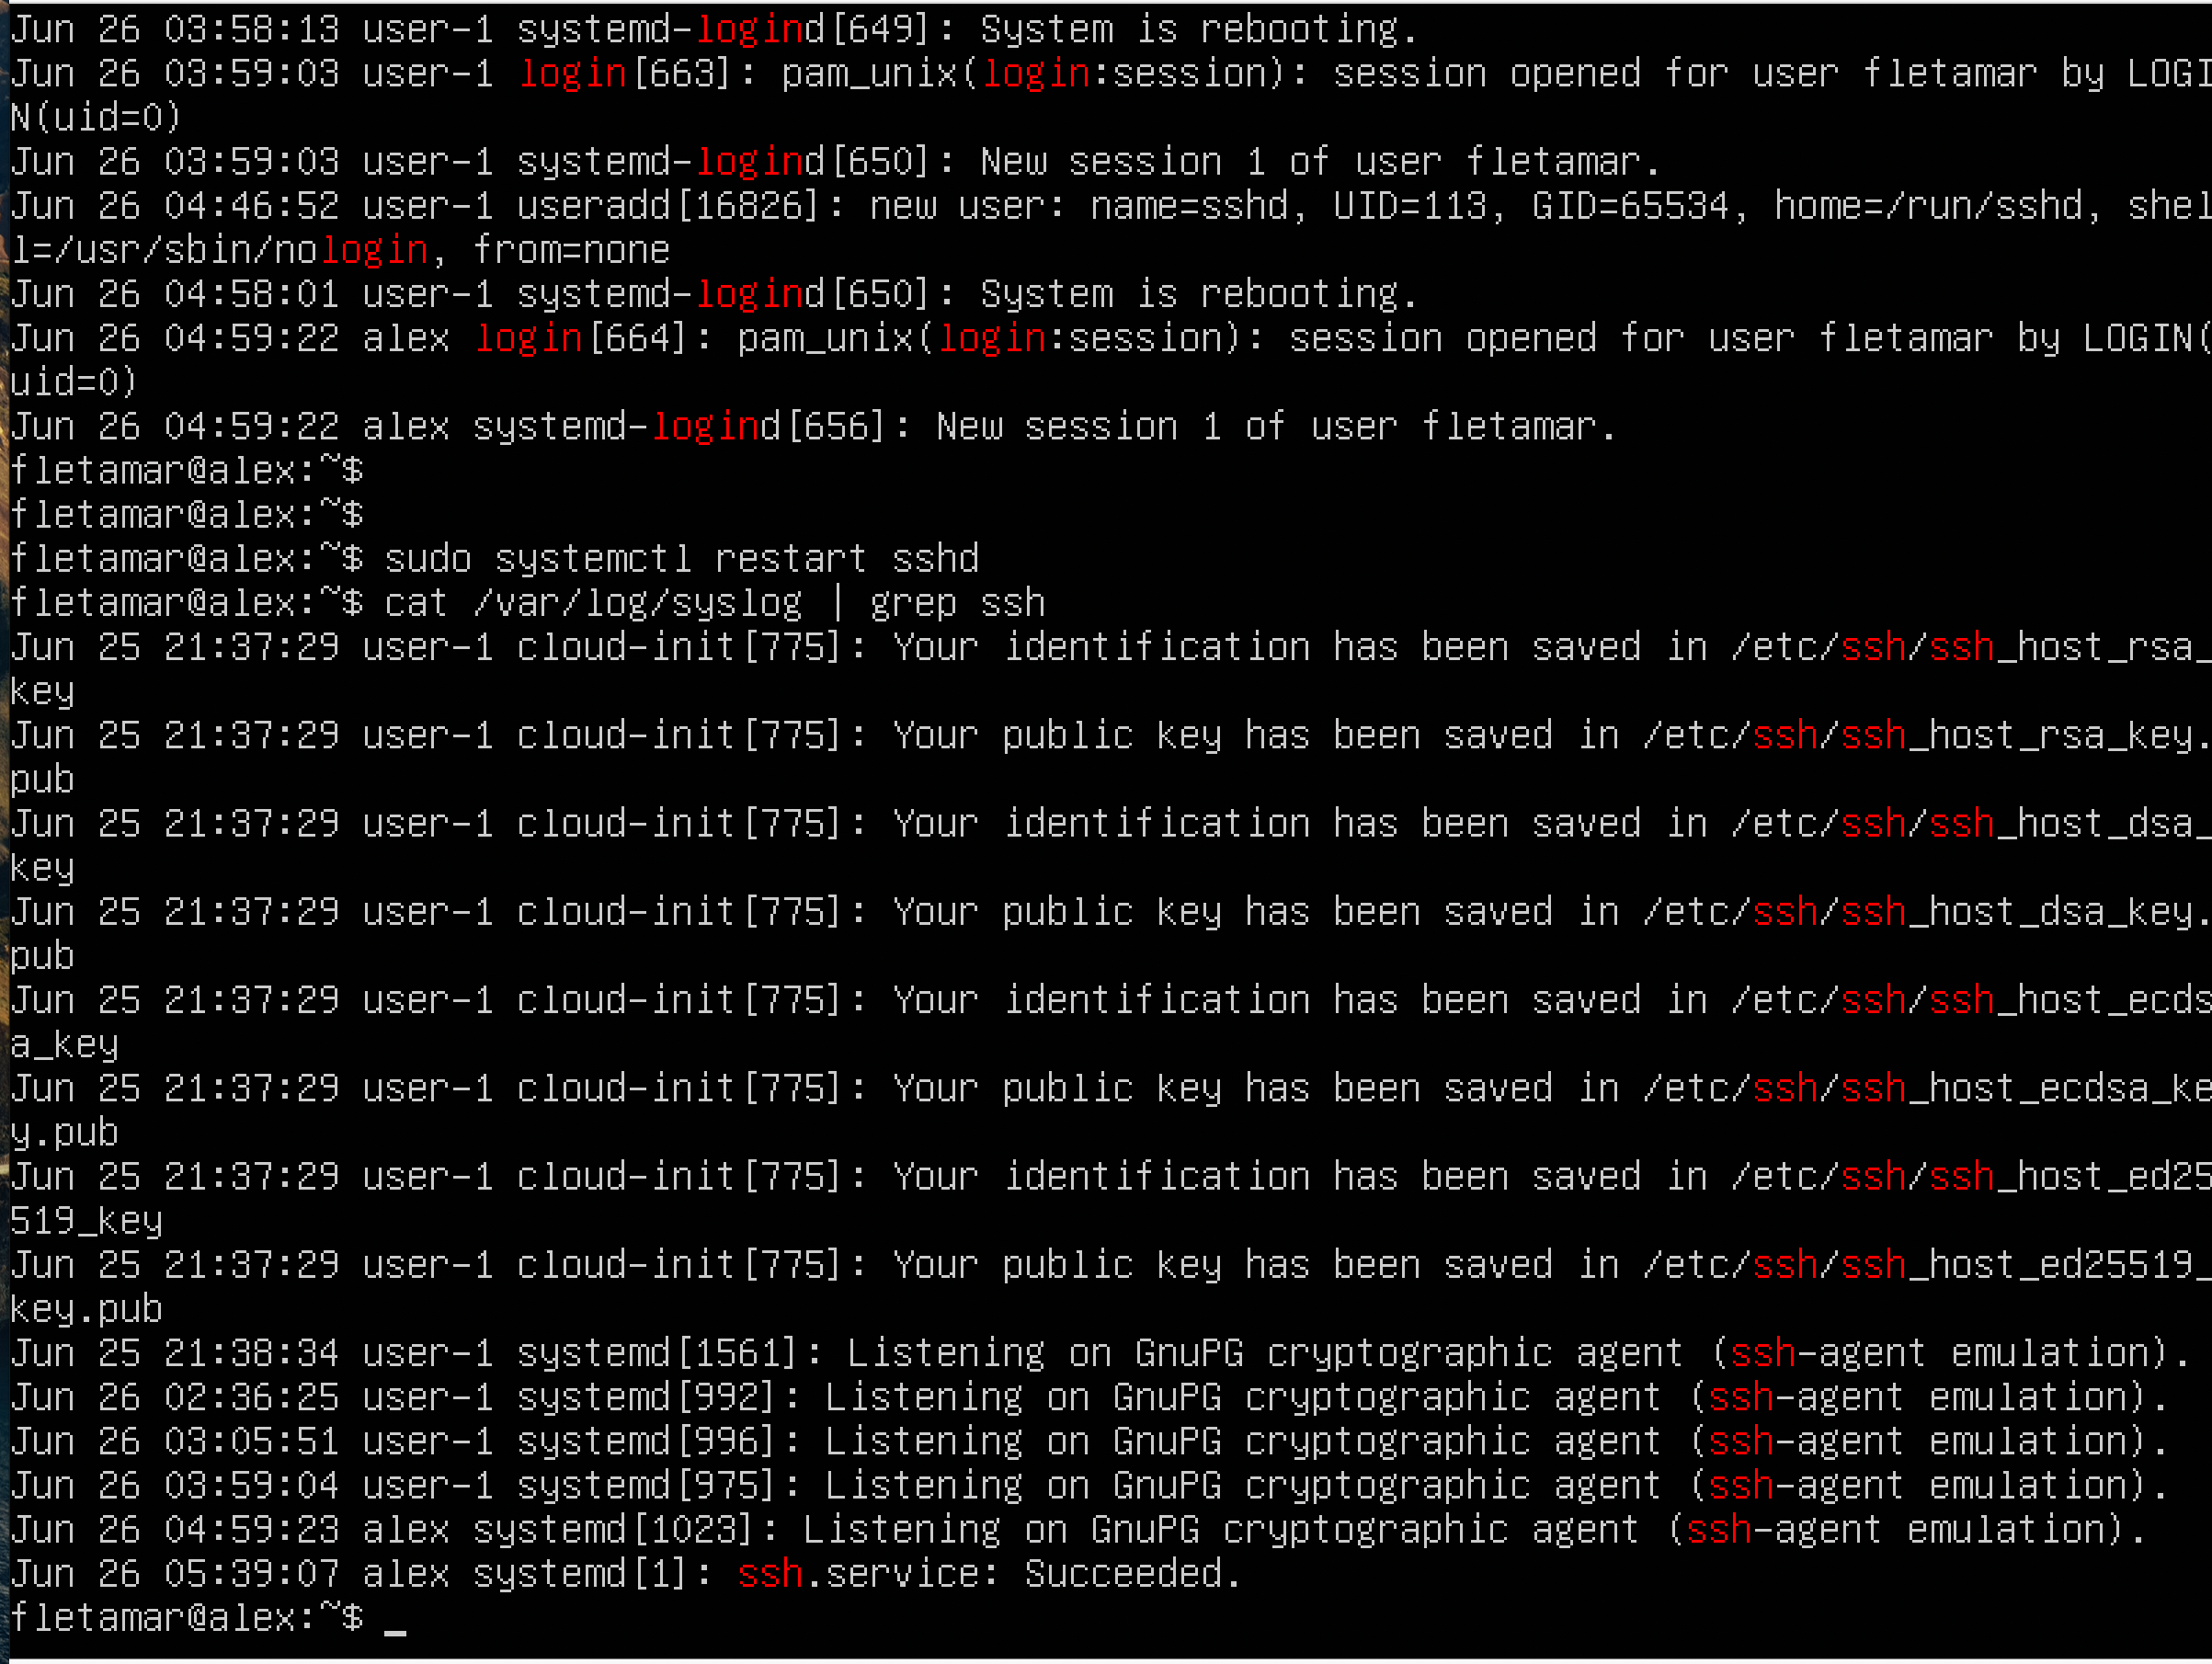 Jun 26 03:58:13 user-1 systemd-logind[649]: System is rebooting.
Jun 26 03:59:03 user-1 login[663]: pam_unix(login:session): session opened for user fletamar by LOGI
N(uid=0)
Jun 26 03:59:03 user-1 systemd-logind[650]: New session 1 of user fletamar.
Jun 26 04:46:52 user-1 useradd[16826]: new user: name=sshd, UID=113, GID=65534, home=/run/sshd, shel
l=/usr/sbin/nologin, from=none
Jun 26 04:58:01 user-1 systemd-logind[650]: System is rebooting.
Jun 26 04:59:22 alex login[664]: pam_unix(login:session): session opened for user fletamar by LOGIN(
uid=0)
Jun 26 04:59:22 alex systemd-logind[656]: New session 1 of user fletamar.
fletamar@alex:~$
fletamar@alex:~$
fletamar@alex:~$ sudo systemctl restart sshd
fletamar@alex:~$ cat /var/log/syslog | grep ssh
Jun 25 21:37:29 user-1 cloud-init[775]: Your identification has been saved in /etc/ssh/ssh_host_rsa_
key
Jun 25 21:37:29 user-1 cloud-init[775]: Your public key has been saved in /etc/ssh/ssh_host_rsa_key.
pub
Jun 25 21:37:29 user-1 cloud-init[775]: Your identification has been saved in /etc/ssh/ssh_host_dsa_
key
Jun 25 21:37:29 user-1 cloud-init[775]: Your public key has been saved in /etc/ssh/ssh_host_dsa_key.
pub
Jun 25 21:37:29 user-1 cloud-init[775]: Your identification has been saved in /etc/ssh/ssh_host_ecds
a_key
Jun 25 21:37:29 user-1 cloud-init[775]: Your public key has been saved in /etc/ssh/ssh_host_ecdsa_ke
y.pub
Jun 25 21:37:29 user-1 cloud-init[775]: Your identification has been saved in /etc/ssh/ssh_host_ed25
519_key
Jun 25 21:37:29 user-1 cloud-init[775]: Your public key has been saved in /etc/ssh/ssh_host_ed25519_
key.pub
Jun 25 21:38:34 user-1 systemd[1561]: Listening on GnuPG cryptographic agent (ssh-agent emulation).
Jun 26 02:36:25 user-1 systemd[992]: Listening on GnuPG cryptographic agent (ssh-agent emulation).
Jun 26 03:05:51 user-1 systemd[996]: Listening on GnuPG cryptographic agent (ssh-agent emulation).
Jun 26 03:59:04 user-1 systemd[975]: Listening on GnuPG cryptographic agent (ssh-agent emulation).
Jun 26 04:59:23 alex systemd[1023]: Listening on GnuPG cryptographic agent (ssh-agent emulation).
Jun 26 05:39:07 alex systemd[1]: ssh.service: Succeeded.
fletamar@alex:~$ _